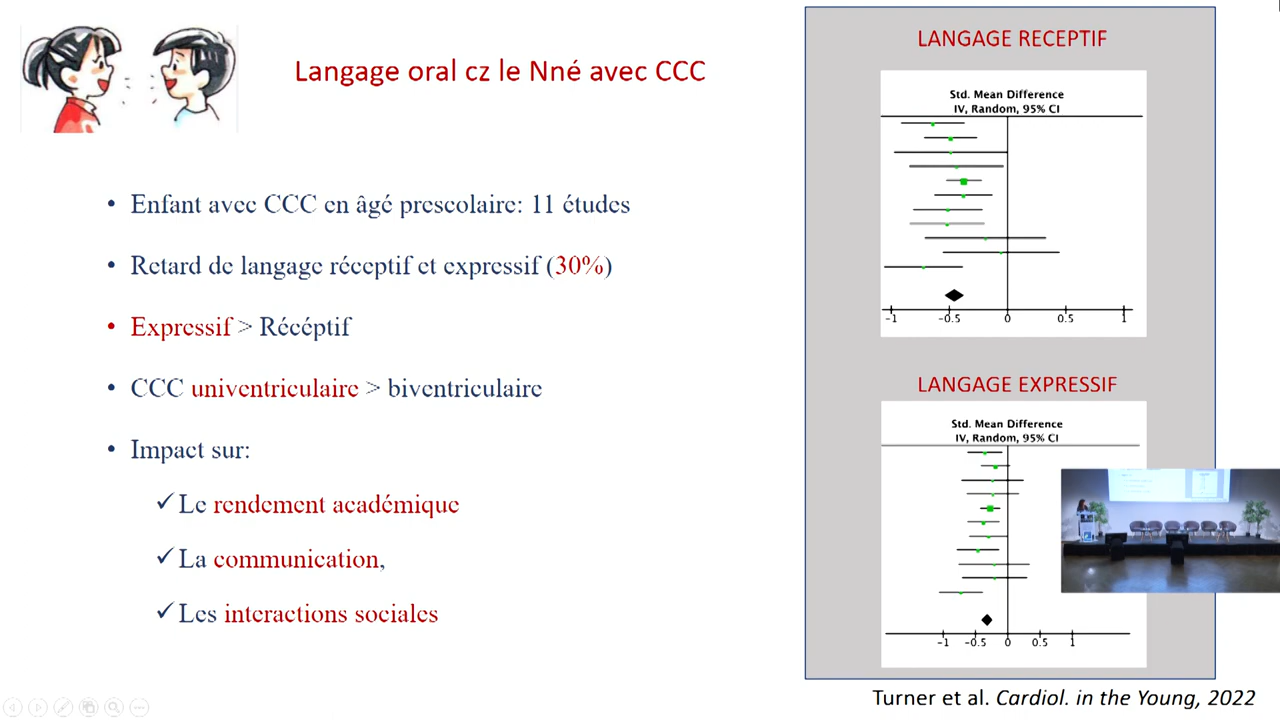 Langage oral cz le Nné avec CCC
• Enfant avec CCC en âgé prescolaire: 11 études
• Retard de langage réceptif et expressif (30%)
• Expressif > Récéptif
• CCC univentriculaire > biventriculaire
• Impact sur:
✓ Le rendement académique
✓ La communication,
✓ Les interactions sociales
LANGAGE RECEPTIF
Std. Mean Difference
IV, Random, 95% CI
-1 -0.5 0 0.5 1
LANGAGE EXPRESSIF
Std. Mean Difference
IV, Random, 95% CI
-1 -0.5 0 0.5 1
Turner et al. Cardiol. in the Young, 2022